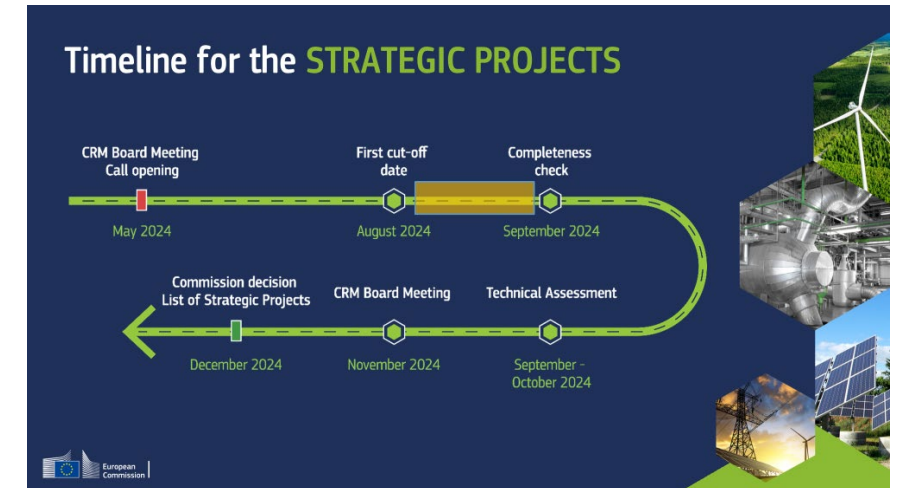 Timeline for the STRATEGIC PROJECTS
CRM Board Meeting
Call opening
First cut-off
date
Completeness
check
May 2024
August 2024
September 2024
Commission decision
List of Strategic Projects
CRM Board Meeting
Technical Assessment
December 2024
November 2024
September -
October 2024
European
Commission